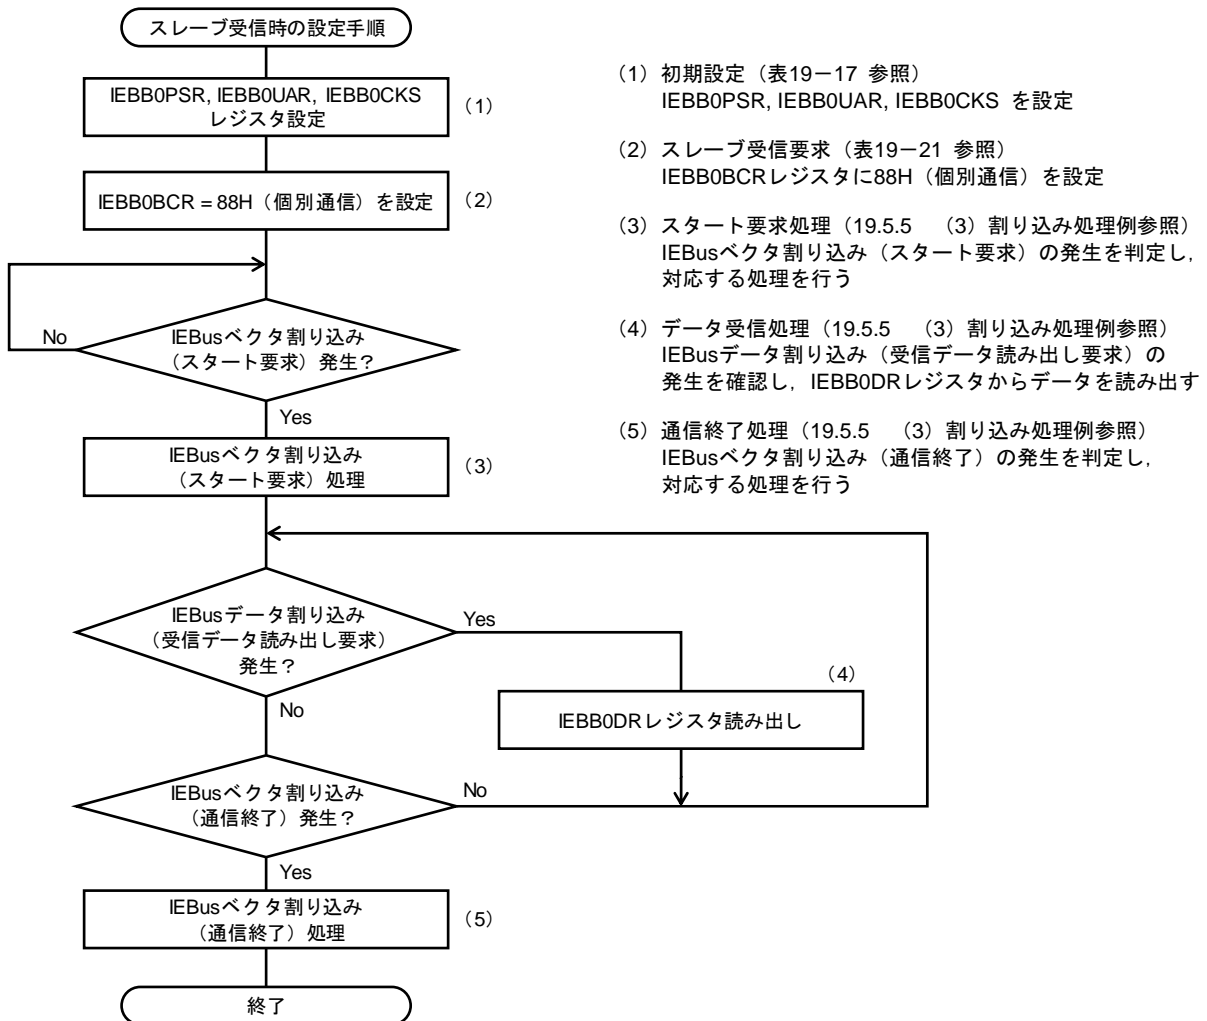 スレーブ受信時の設定手順
IEBB0PSR, IEBB0UAR, IEBB0CKS
レジスタ設定
（1）
IEBB0BCR = 88H（個別通信）を設定
（2）
No
IEBusベクタ割り込み
（スタート要求）発生？
Yes
IEBusベクタ割り込み
（スタート要求）処理
（3）
IEBusデータ割り込み
（受信データ読み出し要求）
発生？
Yes
（4）
IEBB0DRレジスタ読み出し
No
IEBusベクタ割り込み
（通信終了）発生？
No
Yes
IEBusベクタ割り込み
（通信終了）処理
（5）
終了
（1）初期設定（表19－17 参照）
IEBB0PSR, IEBB0UAR, IEBB0CKS を設定
（2）スレーブ受信要求（表19－21 参照）
IEBB0BCRレジスタに88H（個別通信）を設定
（3）スタート要求処理（19.5.5 （3）割り込み処理例参照）
IEBusベクタ割り込み（スタート要求）の発生を判定し，
対応する処理を行う
（4）データ受信処理（19.5.5 （3）割り込み処理例参照）
IEBusデータ割り込み（受信データ読み出し要求）の
発生を確認し，IEBB0DRレジスタからデータを読み出す
（5）通信終了処理（19.5.5 （3）割り込み処理例参照）
IEBusベクタ割り込み（通信終了）の発生を判定し，
対応する処理を行う